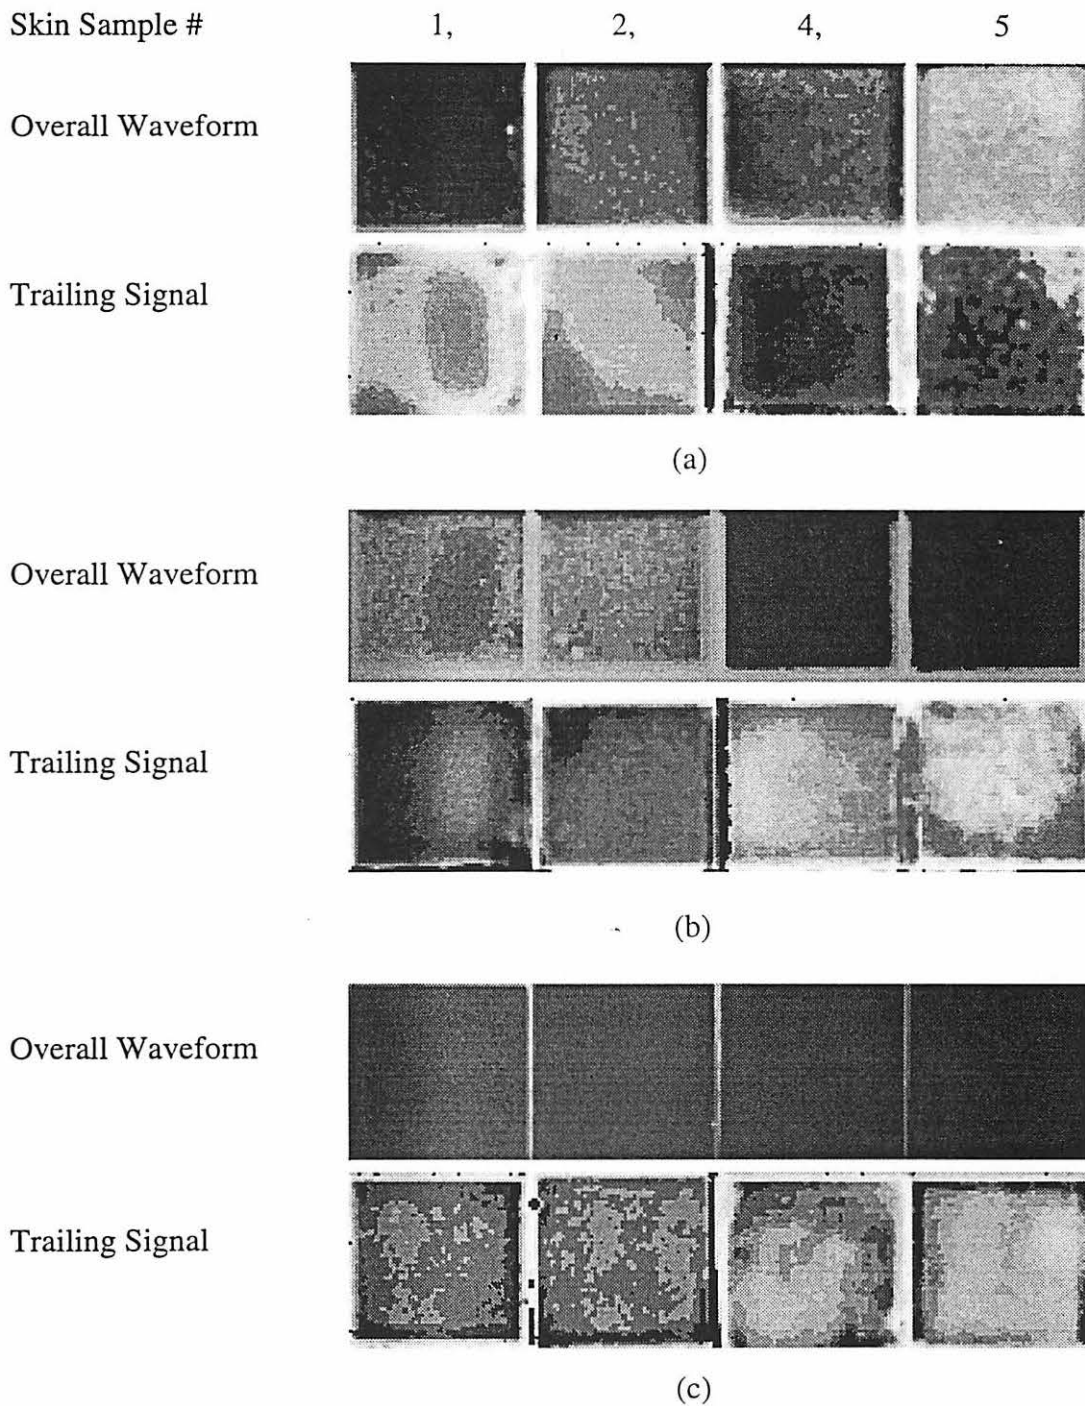 Skin Sample # 1, 2, 4, 5
Overall Waveform
Trailing Signal
(a)
Overall Waveform
Trailing Signal
(b)
Overall Waveform
Trailing Signal
(c)